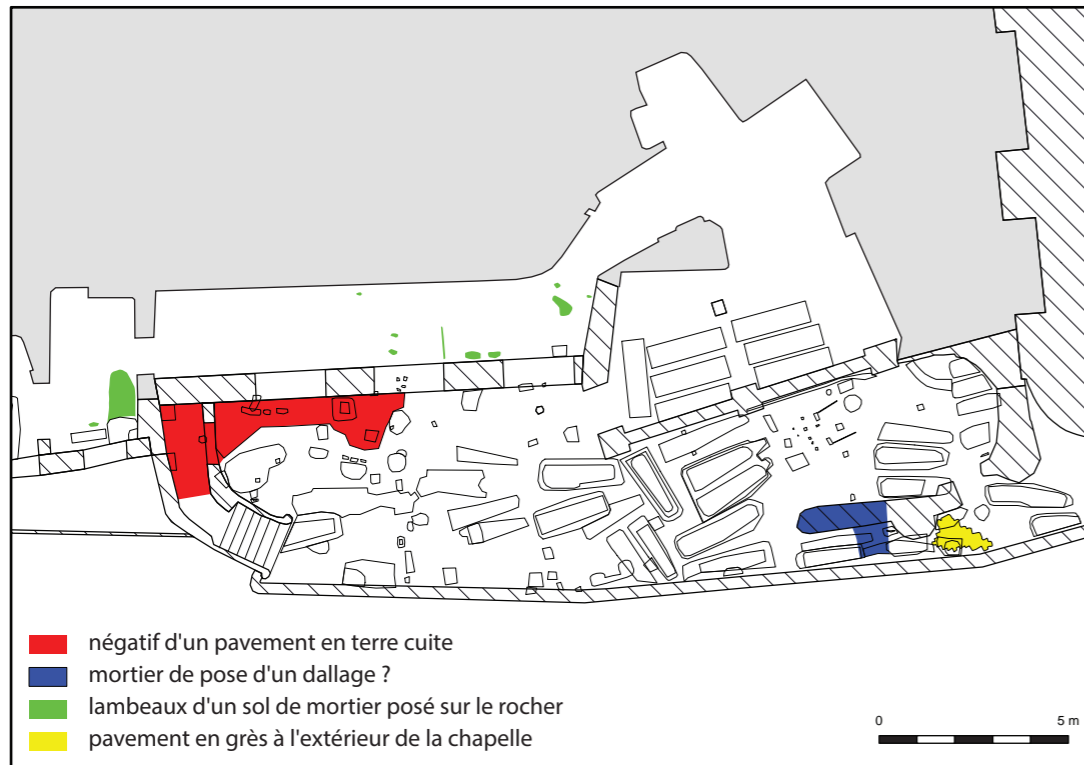 négatif d'un pavement en terre cuite
mortier de pose d'un dallage ?
lambeaux d'un sol de mortier posé sur le rocher
pavement en grès à l'extérieur de la chapelle
0 5 m